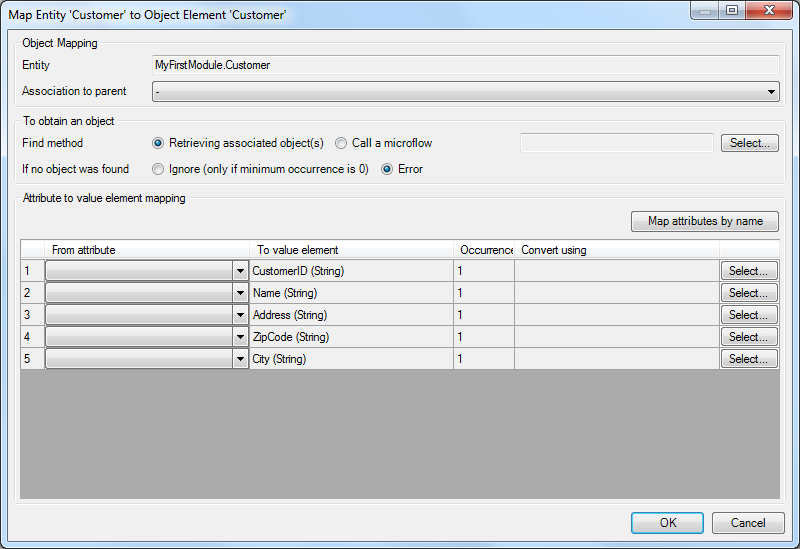 Map Entity 'Customer' to Object Element 'Customer'
Object Mapping
Entity MyFirstModule.Customer
Association to parent -
To obtain an object
Find method Retrieving associated object(s) Call a microflow Select...
If no object was found Ignore (only if minimum occurrence is 0) Error
Attribute to value element mapping
Map attributes by name
From attribute To value element Occurrence Convert using
1 CustomerID (String) 1 Select...
2 Name (String) 1 Select...
3 Address (String) 1 Select...
4 ZipCode (String) 1 Select...
5 City (String) 1 Select...
OK Cancel